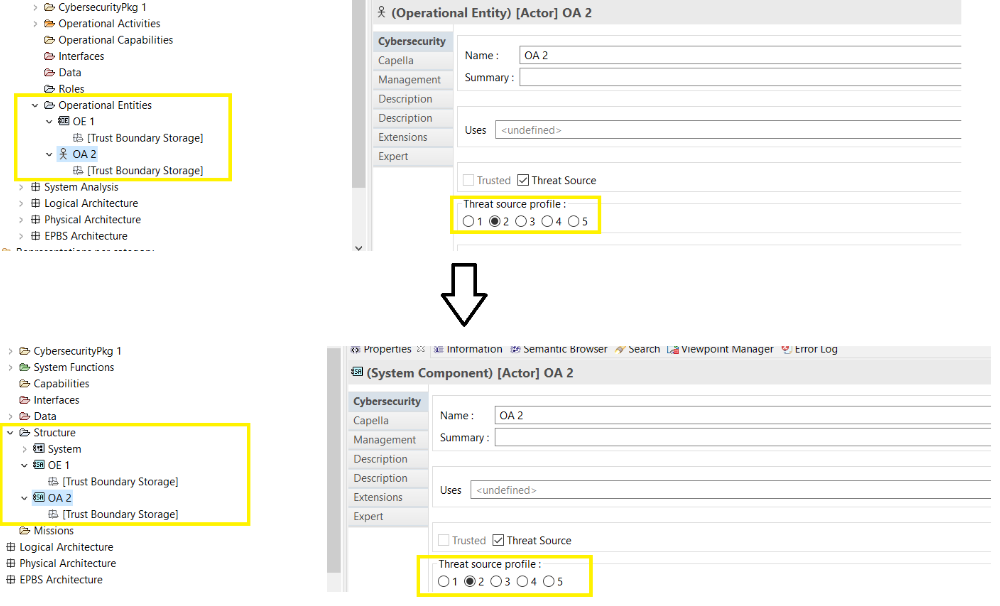 CybersecurityPkg 1
Operational Activities
Operational Capabilities
Interfaces
Data
Roles
Operational Entities
OE 1
[Trust Boundary Storage]
OA 2
[Trust Boundary Storage]
System Analysis
Logical Architecture
Physical Architecture
EPBS Architecture
Representations per category
(Operational Entity) [Actor] OA 2
Cybersecurity
Capella
Management
Description
Description
Extensions
Expert
Name : OA 2
Summary :
Uses <undefined>
Trusted Threat Source
Threat source profile :
1 2 3 4 5
CybersecurityPkg 1
System Functions
Capabilities
Interfaces
Data
Structure
System
OE 1
[Trust Boundary Storage]
OA 2
[Trust Boundary Storage]
Missions
Logical Architecture
Physical Architecture
EPBS Architecture
Properties Information Semantic Browser Search Viewpoint Manager Error Log
(System Component) [Actor] OA 2
Cybersecurity
Capella
Management
Description
Description
Extensions
Expert
Name : OA 2
Summary :
Uses <undefined>
Trusted Threat Source
Threat source profile :
1 2 3 4 5